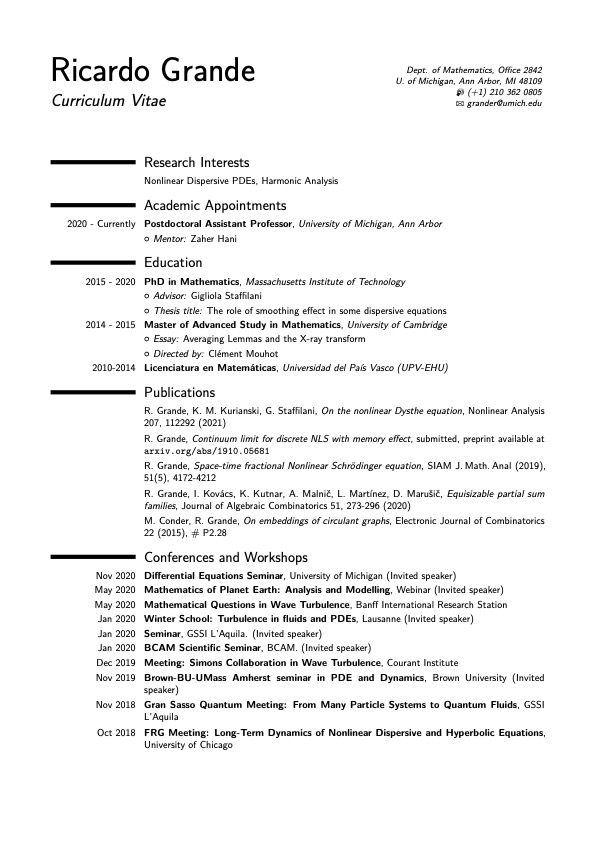 Ricardo Grande
Curriculum Vitae
Dept. of Mathematics, Office 2842
U. of Michigan, Ann Arbor, MI 48109
(+1) 210 362 0805
✉ grander@umich.edu
Research Interests
Nonlinear Dispersive PDEs, Harmonic Analysis
Academic Appointments
2020 - Currently Postdoctoral Assistant Professor, University of Michigan, Ann Arbor
○ Mentor: Zaher Hani
Education
2015 - 2020 PhD in Mathematics, Massachusetts Institute of Technology
○ Advisor: Gigliola Staffilani
○ Thesis title: The role of smoothing effect in some dispersive equations
2014 - 2015 Master of Advanced Study in Mathematics, University of Cambridge
○ Essay: Averaging Lemmas and the X-ray transform
○ Directed by: Clément Mouhot
2010-2014 Licenciatura en Matemáticas, Universidad del País Vasco (UPV-EHU)
Publications
R. Grande, K. M. Kurianski, G. Staffilani, On the nonlinear Dysthe equation, Nonlinear Analysis
207, 112292 (2021)
R. Grande, Continuum limit for discrete NLS with memory effect, submitted, preprint available at
arxiv.org/abs/1910.05681
R. Grande, Space-time fractional Nonlinear Schrödinger equation, SIAM J. Math. Anal (2019),
51(5), 4172-4212
R. Grande, I. Kovács, K. Kutnar, A. Malnič, L. Martínez, D. Marušič, Equisizable partial sum
families, Journal of Algebraic Combinatorics 51, 273-296 (2020)
M. Conder, R. Grande, On embeddings of circulant graphs, Electronic Journal of Combinatorics
22 (2015), # P2.28
Conferences and Workshops
Nov 2020 Differential Equations Seminar, University of Michigan (Invited speaker)
May 2020 Mathematics of Planet Earth: Analysis and Modelling, Webinar (Invited speaker)
May 2020 Mathematical Questions in Wave Turbulence, Banff International Research Station
Jan 2020 Winter School: Turbulence in fluids and PDEs, Lausanne (Invited speaker)
Jan 2020 Seminar, GSSI L'Aquila. (Invited speaker)
Jan 2020 BCAM Scientific Seminar, BCAM. (Invited speaker)
Dec 2019 Meeting: Simons Collaboration in Wave Turbulence, Courant Institute
Nov 2019 Brown-BU-UMass Amherst seminar in PDE and Dynamics, Brown University (Invited
speaker)
Nov 2018 Gran Sasso Quantum Meeting: From Many Particle Systems to Quantum Fluids, GSSI
L'Aquila
Oct 2018 FRG Meeting: Long-Term Dynamics of Nonlinear Dispersive and Hyperbolic Equations,
University of Chicago